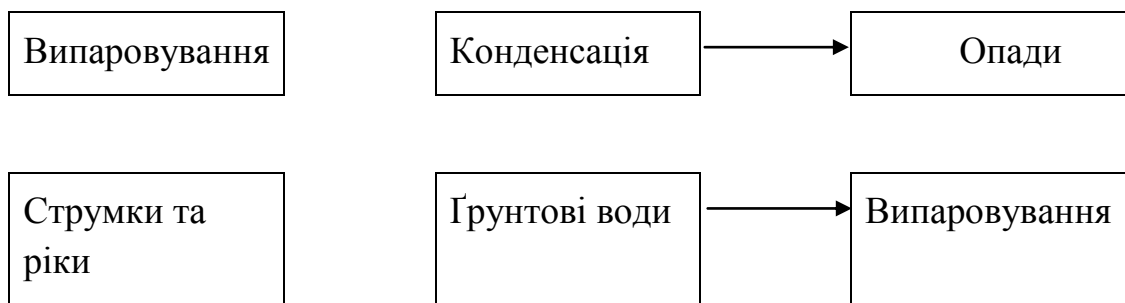 Випаровування
Конденсація
Опади
Струмки та
ріки
Ґрунтові води
Випаровування